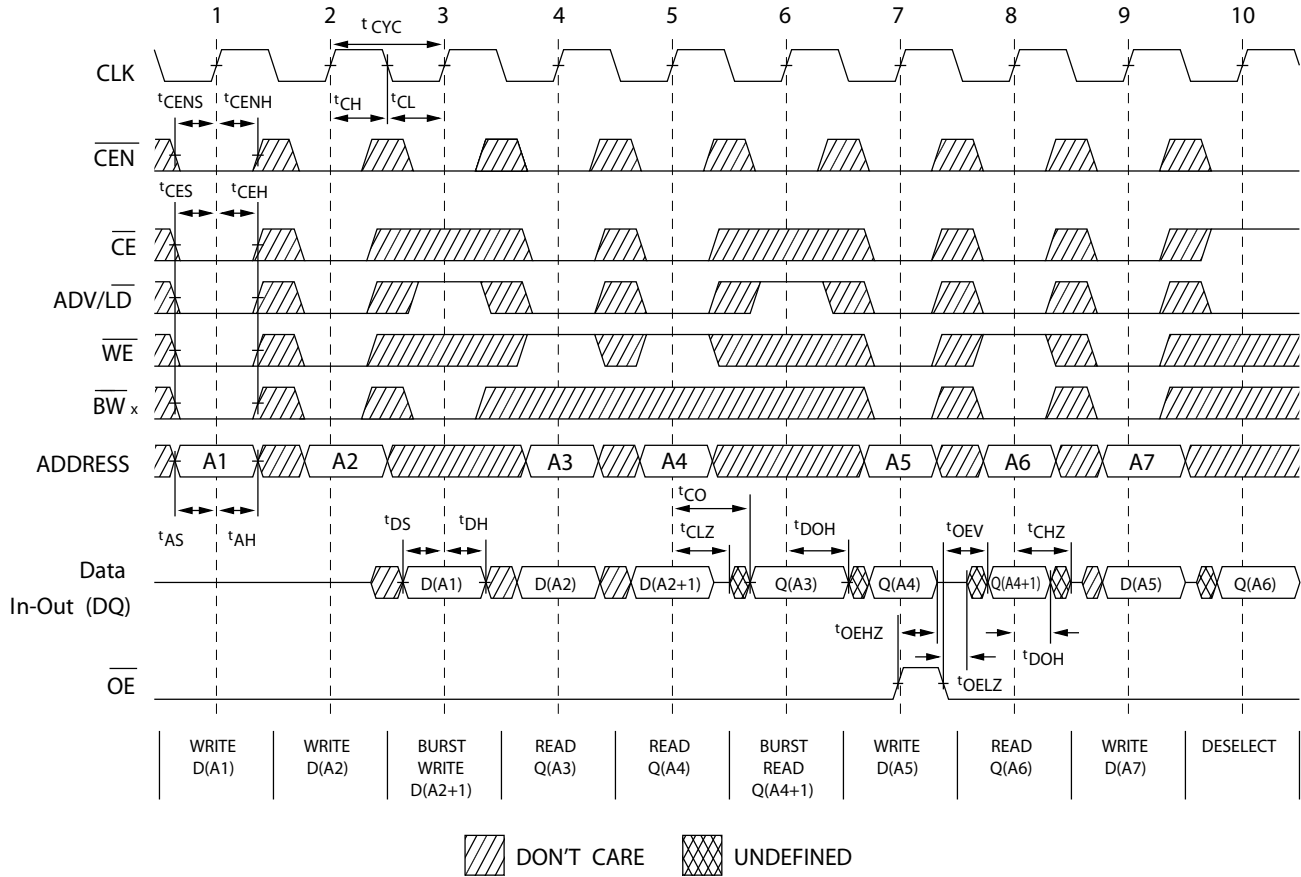 1 2 3 4 5 6 7 8 9 10
t CYC
CLK
tCENS tCENH tCH tCL
CEN
tCES tCEH
CE
ADV/LD
WE
BW x
ADDRESS A1 A2 A3 A4 A5 A6 A7
tCO
tAS tAH tDS tDH tCLZ tDOH tOEV tCHZ
Data
In-Out (DQ)
D(A1) D(A2) D(A2+1) Q(A3) Q(A4) Q(A4+1) D(A5) Q(A6)
tOEHZ tDOH
tOELZ
OE
WRITE
D(A1)
WRITE
D(A2)
BURST
WRITE
D(A2+1)
READ
Q(A3)
READ
Q(A4)
BURST
READ
Q(A4+1)
WRITE
D(A5)
READ
Q(A6)
WRITE
D(A7)
DESELECT
DON'T CARE
UNDEFINED